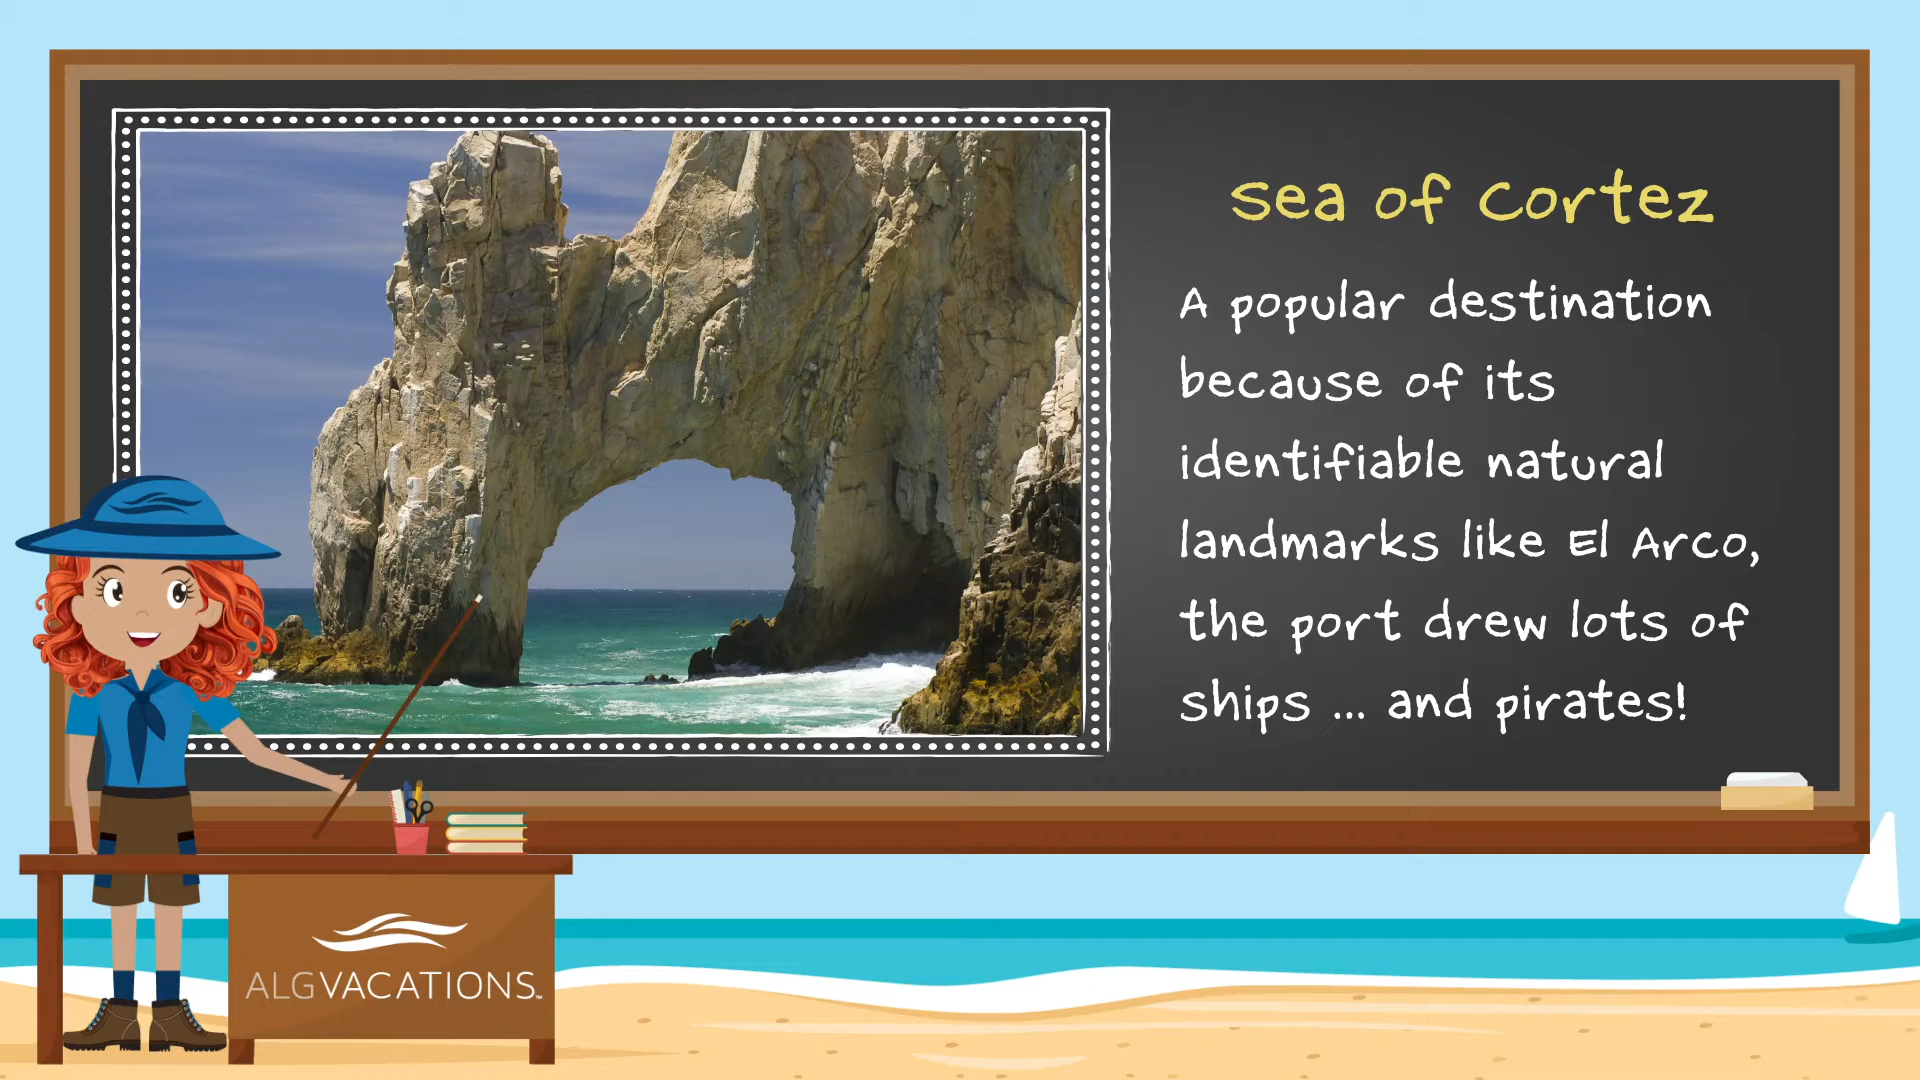 Sea of Cortez
A popular destination
because of its
identifiable natural
landmarks like El Arco,
the port drew lots of
ships ... and pirates!
ALGVACATIONS™